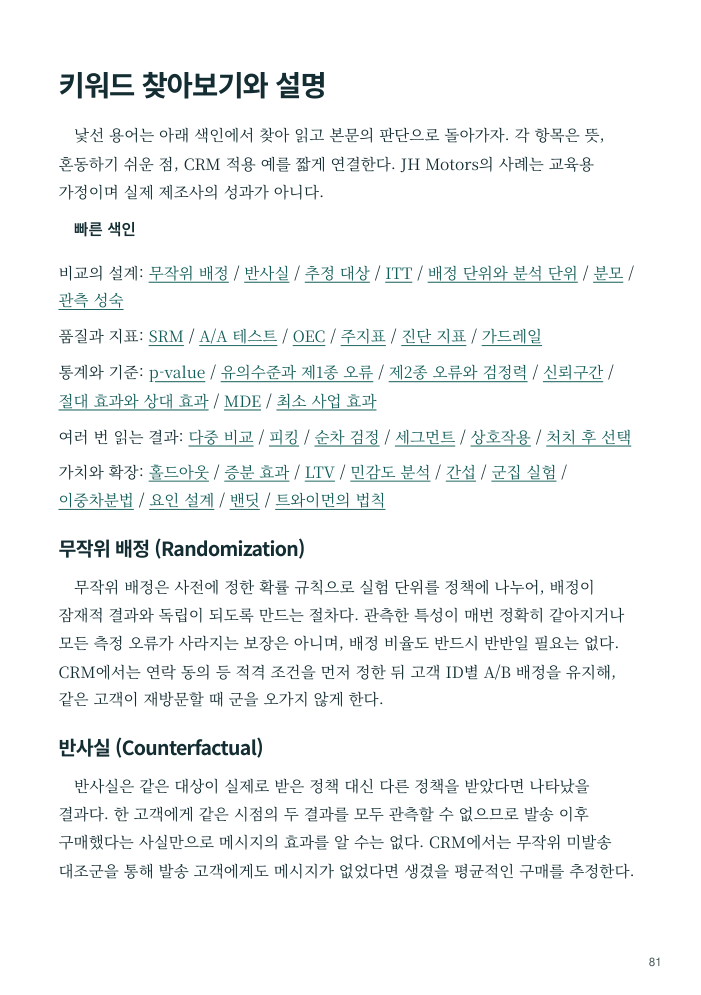 키워드 찾아보기와 설명
낯선 용어는 아래 색인에서 찾아 읽고 본문의 판단으로 돌아가자. 각 항목은 뜻,
혼동하기 쉬운 점, CRM 적용 예를 짧게 연결한다. JH Motors의 사례는 교육용
가정이며 실제 제조사의 성과가 아니다.
빠른 색인
비교의 설계: 무작위 배정 / 반사실 / 추정 대상 / ITT / 배정 단위와 분석 단위 / 분모 /
관측 성숙
품질과 지표: SRM / A/A 테스트 / OEC / 주지표 / 진단 지표 / 가드레일
통계와 기준: p-value / 유의수준과 제1종 오류 / 제2종 오류와 검정력 / 신뢰구간 /
절대 효과와 상대 효과 / MDE / 최소 사업 효과
여러 번 읽는 결과: 다중 비교 / 피킹 / 순차 검정 / 세그먼트 / 상호작용 / 처치 후 선택
가치와 확장: 홀드아웃 / 증분 효과 / LTV / 민감도 분석 / 간섭 / 군집 실험 /
이중차분법 / 요인 설계 / 밴딧 / 트와이먼의 법칙
무작위 배정 (Randomization)
무작위 배정은 사전에 정한 확률 규칙으로 실험 단위를 정책에 나누어, 배정이
잠재적 결과와 독립이 되도록 만드는 절차다. 관측한 특성이 매번 정확히 같아지거나
모든 측정 오류가 사라지는 보장은 아니며, 배정 비율도 반드시 반반일 필요는 없다.
CRM에서는 연락 동의 등 적격 조건을 먼저 정한 뒤 고객 ID별 A/B 배정을 유지해,
같은 고객이 재방문할 때 군을 오가지 않게 한다.
반사실 (Counterfactual)
반사실은 같은 대상이 실제로 받은 정책 대신 다른 정책을 받았다면 나타났을
결과다. 한 고객에게 같은 시점의 두 결과를 모두 관측할 수 없으므로 발송 이후
구매했다는 사실만으로 메시지의 효과를 알 수는 없다. CRM에서는 무작위 미발송
대조군을 통해 발송 고객에게도 메시지가 없었다면 생겼을 평균적인 구매를 추정한다.
81